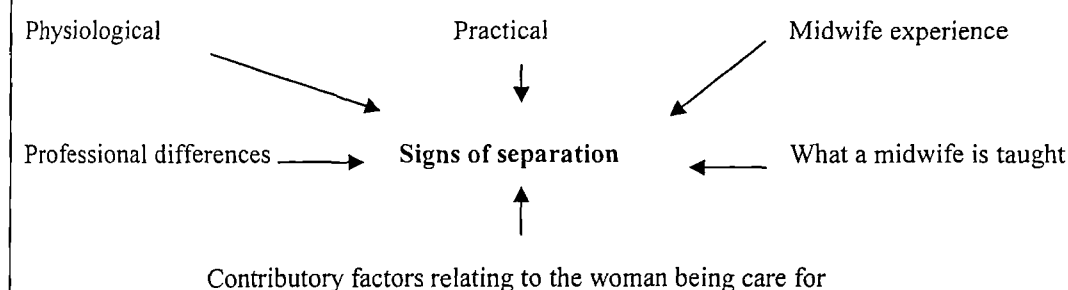 Physiological Practical Midwife experience
Professional differences Signs of separation What a midwife is taught
Contributory factors relating to the woman being care for